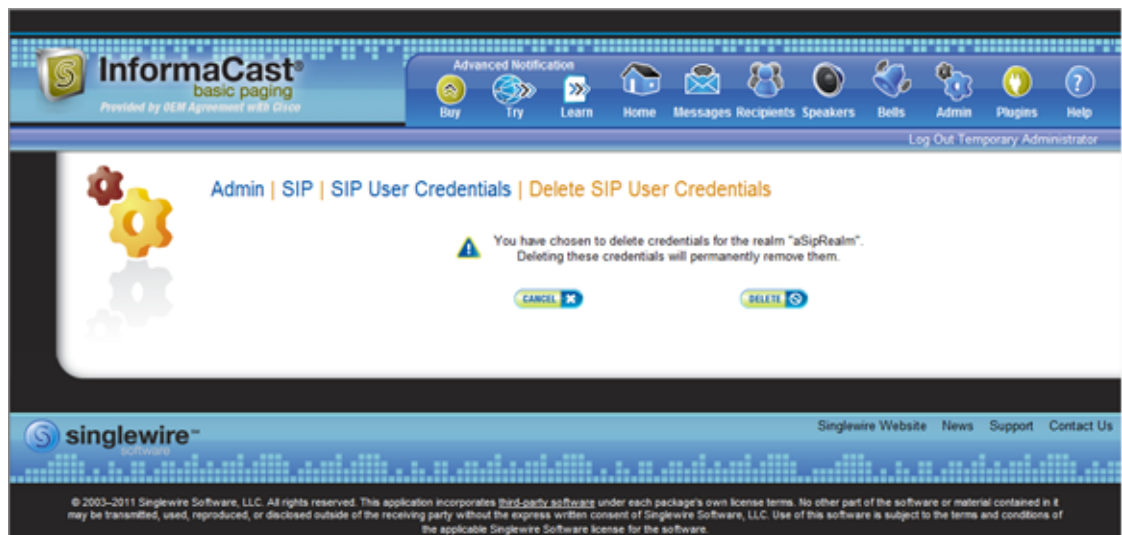 InformaCast®
basic paging
Provided by OEM Agreement with Cisco
Advanced Notification
Buy Try Learn Home Messages Recipients Speakers Bells Admin Plugins Help
Log Out Temporary Administrator
Admin | SIP | SIP User Credentials | Delete SIP User Credentials
You have chosen to delete credentials for the realm "aSipRealm".
Deleting these credentials will permanently remove them.
CANCEL DELETE
singlewire™
software
Singlewire Website News Support Contact Us
© 2003–2011 Singlewire Software, LLC. All rights reserved. This application incorporates third-party software under each package's own license terms. No other part of the software or material contained in it
may be transmitted, used, reproduced, or disclosed outside of the receiving party without the express written consent of Singlewire Software, LLC. Use of this software is subject to the terms and conditions of
the applicable Singlewire Software license for the software.